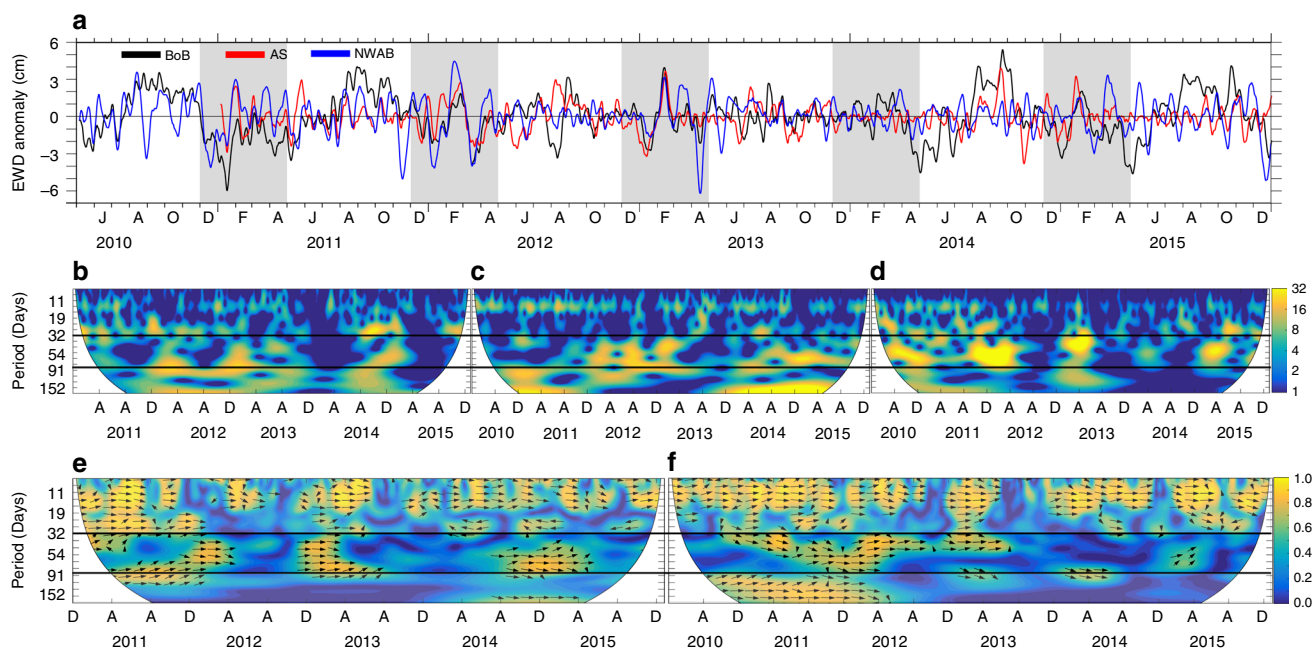 a
BoB AS NWAB
EWD anomaly (cm)
6
3
0
−3
−6
J A O D F A J A O D F A J A O D F A J A O D F A J A O D F A J A O D
2010 2011 2012 2013 2014 2015
b c d
Period (Days)
11
19
32
54
91
152
32
16
8
4
2
1
A A D A A D A A D A A D A A D
2011 2012 2013 2014 2015
A D A A D A A D A A D A A D A A D
2010 2011 2012 2013 2014 2015
A D A A D A A D A A D A A D A A D
2010 2011 2012 2013 2014 2015
e f
Period (Days)
11
19
32
54
91
152
1.0
0.8
0.6
0.4
0.2
0.0
D A A D A A D A A D A A D A A D
2011 2012 2013 2014 2015
A D A A D A A D A A D A A D A A D
2010 2011 2012 2013 2014 2015